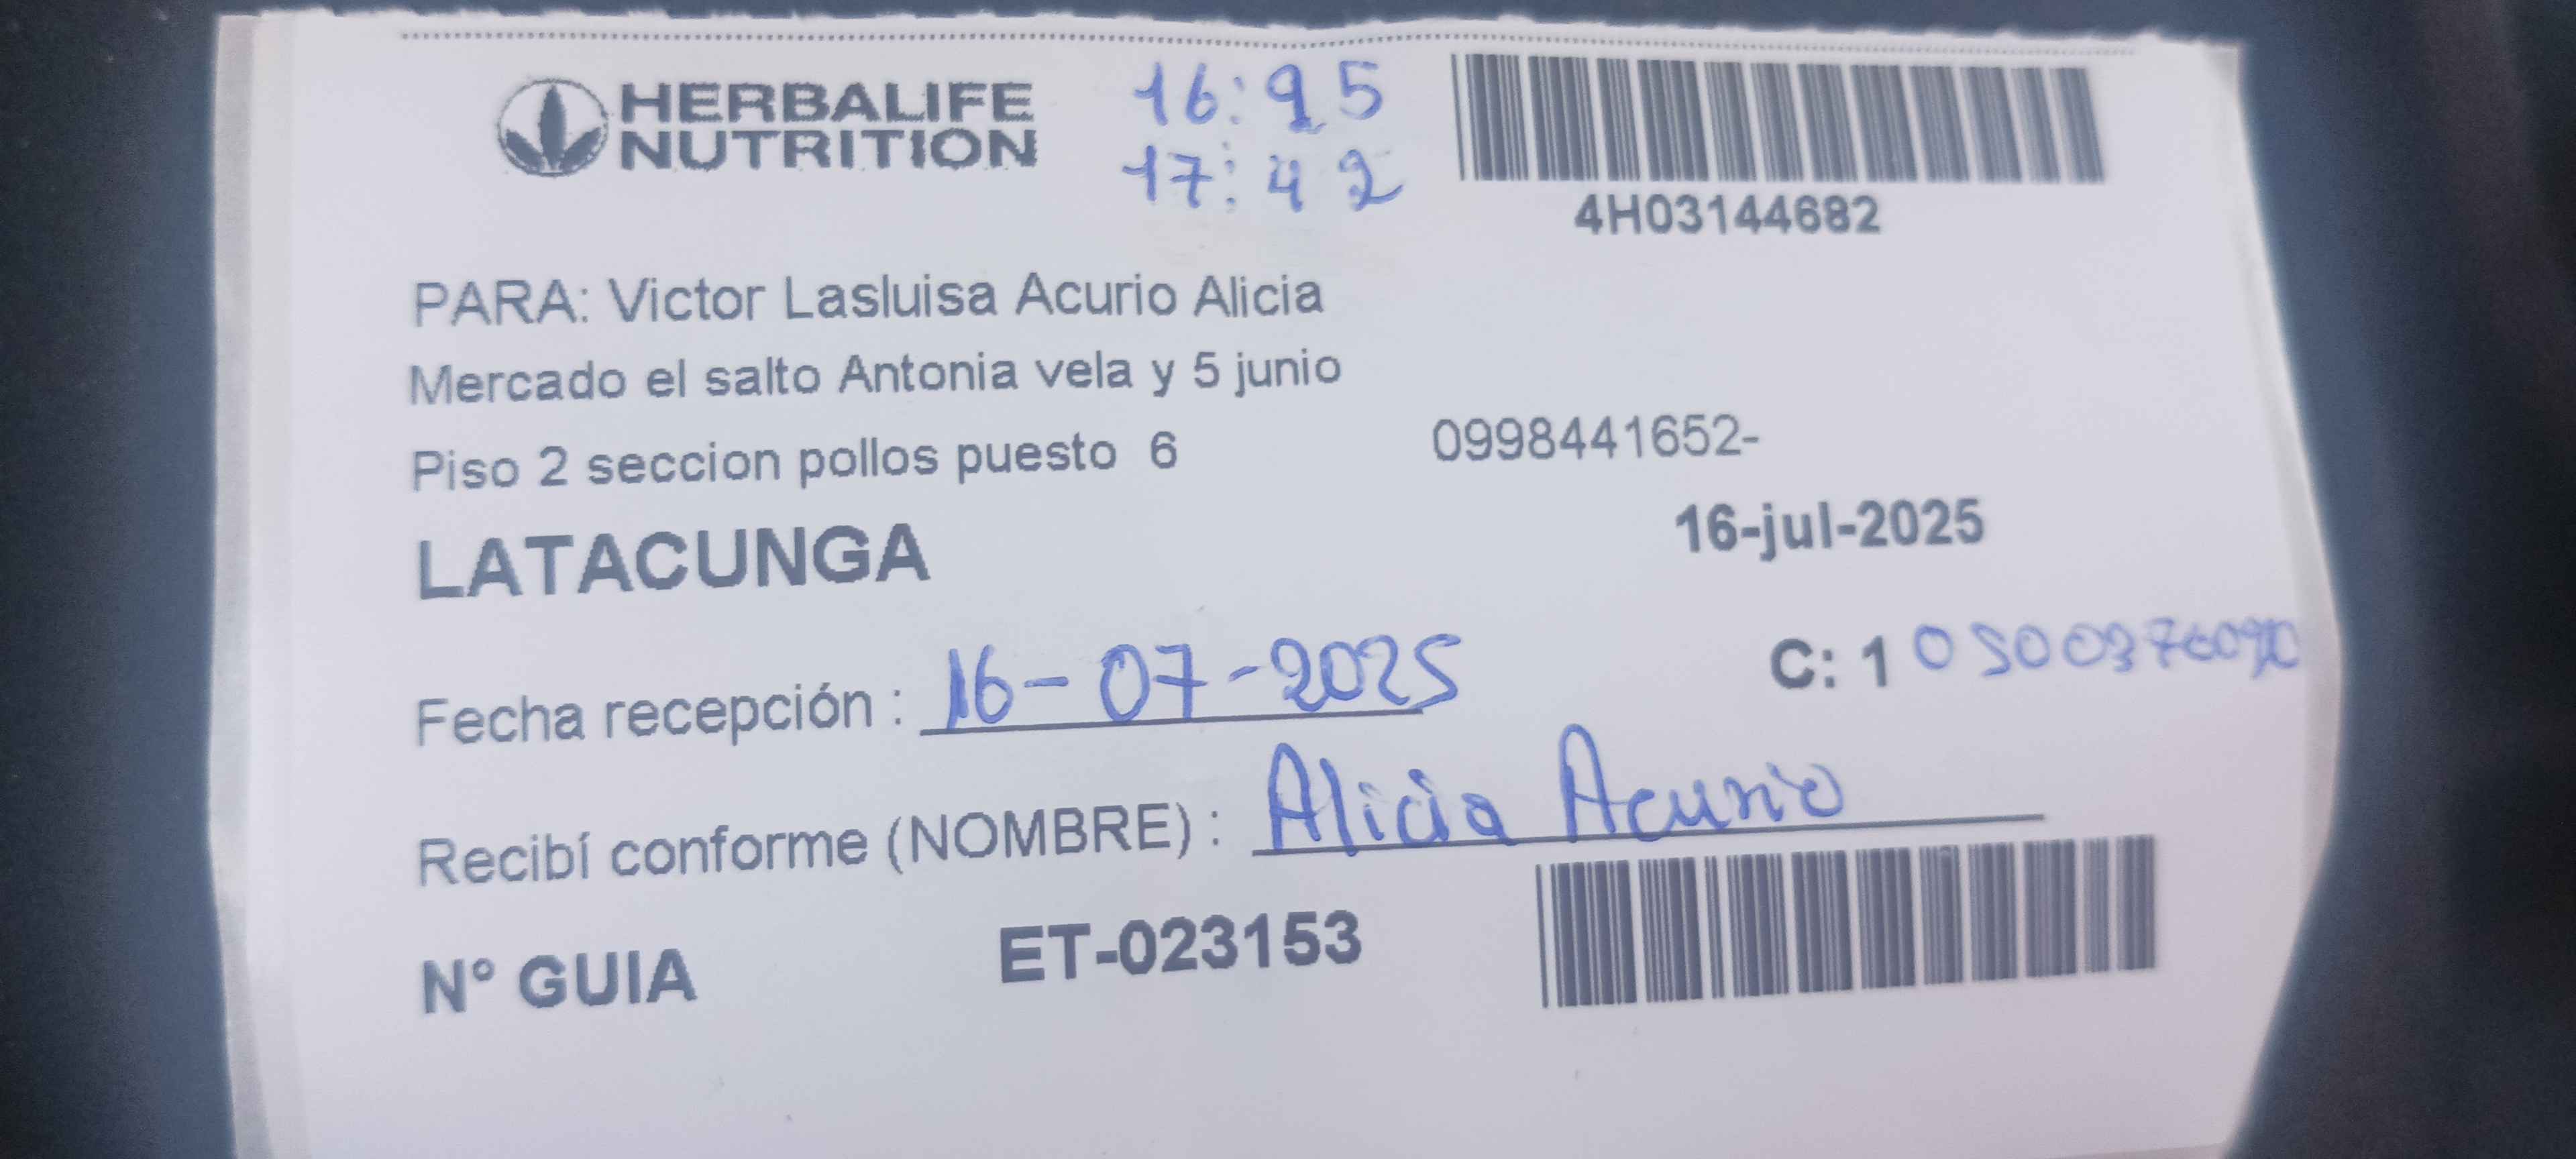 HERBALIFE
NUTRITION
16:25
17:42
4H03144682
PARA: Victor Lasluisa Acurio Alicia
Mercado el salto Antonia vela y 5 junio
Piso 2 seccion pollos puesto 6 0998441652-
LATACUNGA 16-jul-2025
C: 1
Fecha recepción : 16-07-2025
Recibí conforme (NOMBRE) : Alicia Acurio
N° GUIA ET-023153